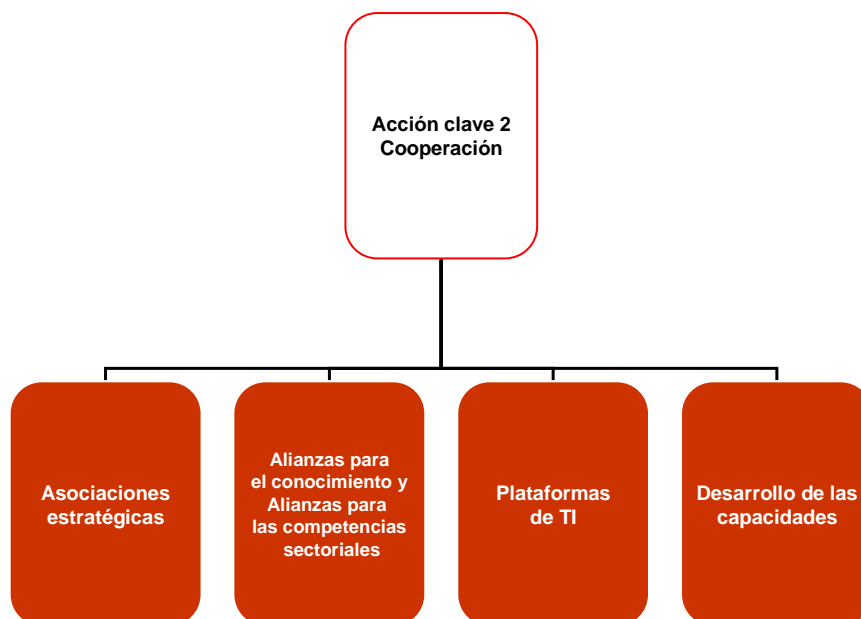 Acción clave 2
Cooperación
Asociaciones
estratégicas
Alianzas para
el conocimiento y
Alianzas para
las competencias
sectoriales
Plataformas
de TI
Desarrollo de las
capacidades